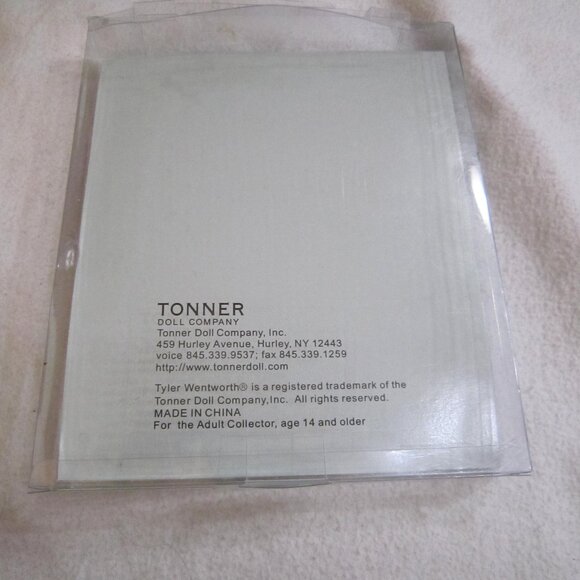 TONNER
DOLL COMPANY
Tonner Doll Company, Inc.
459 Hurley Avenue, Hurley, NY 12443
voice 845.339.9537; fax 845.339.1259
http://www.tonnerdoll.com
Tyler Wentworth® is a registered trademark of the
Tonner Doll Company,Inc. All rights reserved.
MADE IN CHINA
For the Adult Collector, age 14 and older